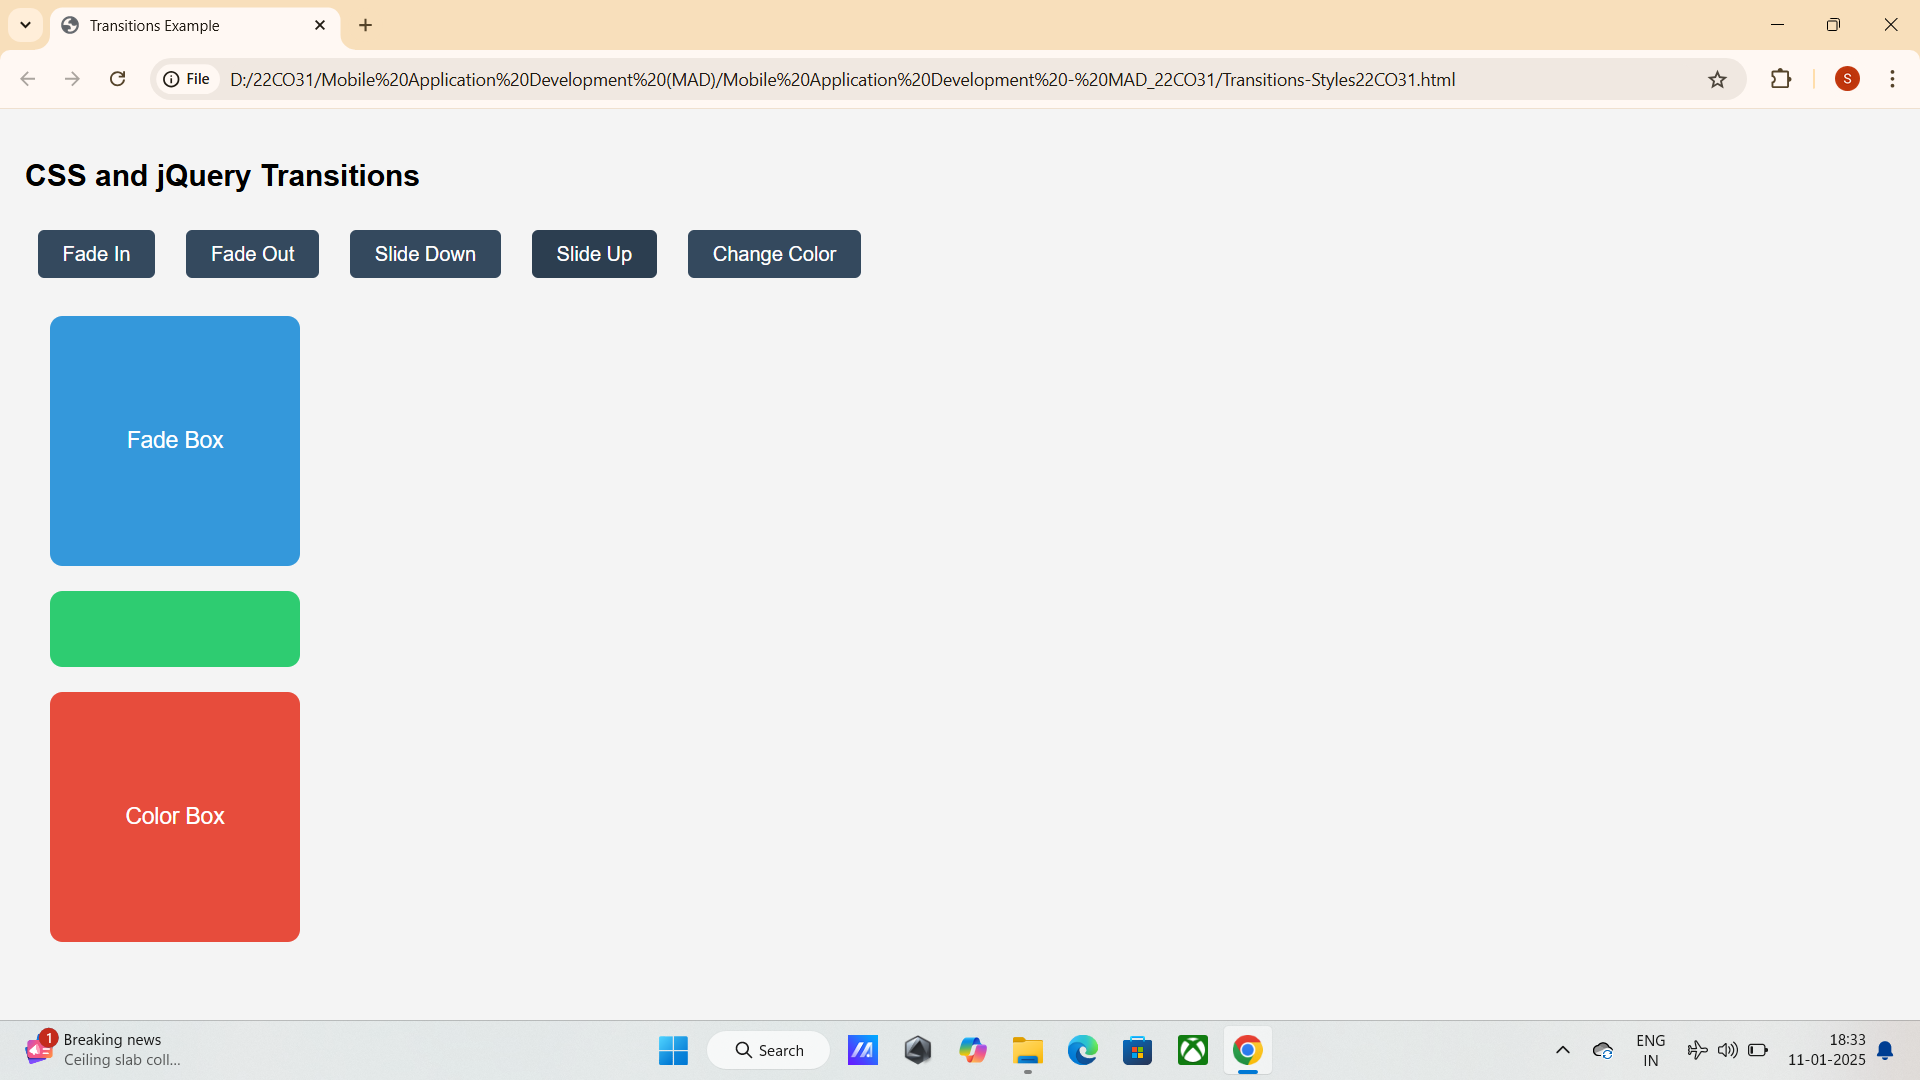 Transitions Example
File
D:/22CO31/Mobile%20Application%20Development%20(MAD)/Mobile%20Application%20Development%20-%20MAD_22CO31/Transitions-Styles22CO31.html
S
CSS and jQuery Transitions
Fade In
Fade Out
Slide Down
Slide Up
Change Color
Fade Box
Color Box
1
Breaking news
Ceiling slab coll...
Search
ENG
IN
18:33
11-01-2025